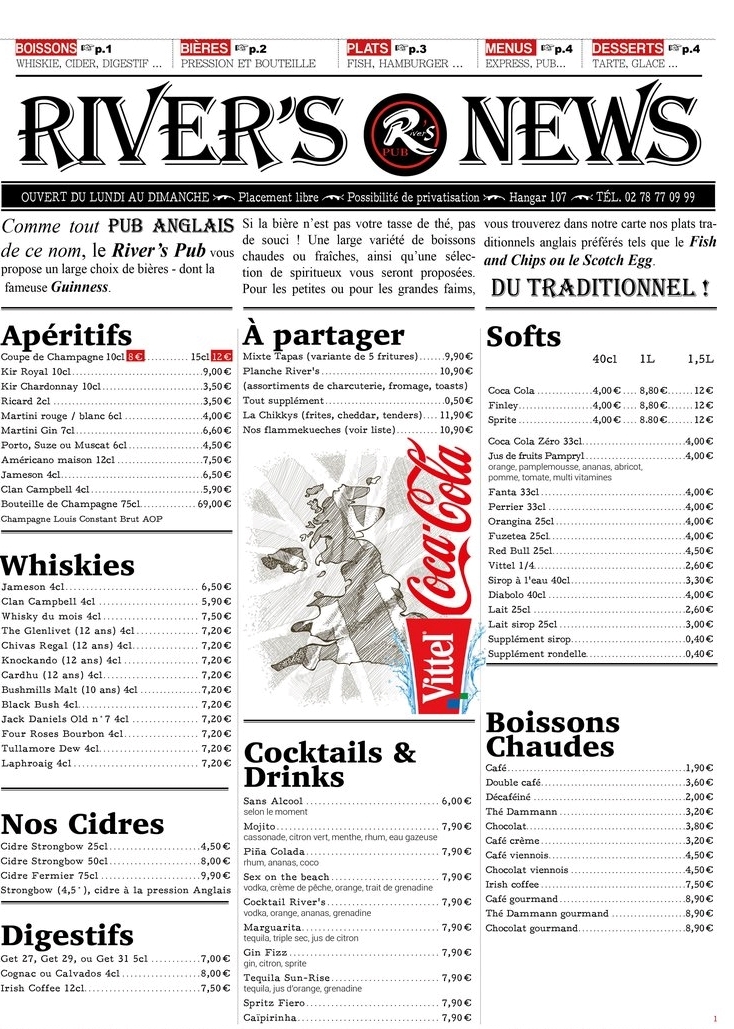 BOISSONS ☞p.1
WHISKIE, CIDER, DIGESTIF ...
BIÈRES ☞p.2
PRESSION ET BOUTEILLE
PLATS ☞p.3
FISH, HAMBURGER ...
MENUS ☞p.4
EXPRESS, PUB...
DESSERTS ☞p.4
TARTE, GLACE ...
RIVER'S River's PUB NEWS
OUVERT DU LUNDI AU DIMANCHE Placement libre Possibilité de privatisation Hangar 107 TÉL. 02 78 77 09 99
Comme tout PUB ANGLAIS
de ce nom, le River's Pub vous
propose un large choix de bières - dont la
fameuse Guinness.
Si la bière n'est pas votre tasse de thé, pas
de souci ! Une large variété de boissons
chaudes ou fraîches, ainsi qu'une sélec-
tion de spiritueux vous seront proposées.
Pour les petites ou pour les grandes faims,
vous trouverez dans notre carte nos plats tra-
ditionnels anglais préférés tels que le Fish
and Chips ou le Scotch Egg.
DU TRADITIONNEL !
Apéritifs
Coupe de Champagne 10cl 8€ ........... 15cl 12€
Kir Royal 10cl........9,00€
Kir Chardonnay 10cl........3,50€
Ricard 2cl........3,50€
Martini rouge / blanc 6cl........4,00€
Martini Gin 7cl........6,60€
Porto, Suze ou Muscat 6cl........4,50€
Américano maison 12cl........7,50€
Jameson 4cl........6,50€
Clan Campbell 4cl........5,90€
Bouteille de Champagne 75cl........69,00€
Champagne Louis Constant Brut AOP
Whiskies
Jameson 4cl........6,50€
Clan Campbell 4cl........5,90€
Whisky du mois 4cl........7,50€
The Glenlivet (12 ans) 4cl........7,20€
Chivas Regal (12 ans) 4cl........7,20€
Knockando (12 ans) 4cl........7,20€
Cardhu (12 ans) 4cl........7,20€
Bushmills Malt (10 ans) 4cl........7,20€
Black Bush 4cl........7,20€
Jack Daniels Old n°7 4cl........7,20€
Four Roses Bourbon 4cl........7,20€
Tullamore Dew 4cl........7,20€
Laphroaig 4cl........7,20€
Nos Cidres
Cidre Strongbow 25cl........4,50€
Cidre Strongbow 50cl........8,00€
Cidre Fermier 75cl........9,90€
Strongbow (4,5°), cidre à la pression Anglais
Digestifs
Get 27, Get 29, ou Get 31 5cl........7,00€
Cognac ou Calvados 4cl........8,00€
Irish Coffee 12cl........7,50€
À partager
Mixte Tapas (variante de 5 fritures)........9,90€
Planche River's........10,90€
(assortiments de charcuterie, fromage, toasts)
Tout supplément........0,50€
La Chikkys (frites, cheddar, tenders)....11,90€
Nos flammekueches (voir liste)........10,90€
Coca-Cola
Vittel
Cocktails &
Drinks
Sans Alcool........6,00€
selon le moment
Mojito........7,90€
cassonade, citron vert, menthe, rhum, eau gazeuse
Piña Colada........7,90€
rhum, ananas, coco
Sex on the beach........7,90€
vodka, crème de pêche, orange, trait de grenadine
Cocktail River's........7,90€
vodka, orange, ananas, grenadine
Marguarita........7,90€
tequila, triple sec, jus de citron
Gin Fizz........7,90€
gin, citron, sprite
Tequila Sun-Rise........7,90€
tequila, jus d'orange, grenadine
Spritz Fiero........7,90€
Caïpirinha........7,90€
Softs
40cl 1L 1,5L
Coca Cola........4,00€....8,80€......12€
Finley........4,00€....8,80€......12€
Sprite........4,00€....8.80€......12€
Coca Cola Zéro 33cl........4,00€
Jus de fruits Pampryl........4,00€
orange, pamplemousse, ananas, abricot,
pomme, tomate, multi vitamines
Fanta 33cl........4,00€
Perrier 33cl........4,00€
Orangina 25cl........4,00€
Fuzetea 25cl........4,00€
Red Bull 25cl........4,50€
Vittel 1/4........2,60€
Sirop à l'eau 40cl........3,30€
Diabolo 40cl........4,00€
Lait 25cl........2,60€
Lait sirop 25cl........3,00€
Supplément sirop........0,40€
Supplément rondelle........0,40€
Boissons
Chaudes
Café........1,90€
Double café........3,60€
Décaféiné........2,00€
Thé Dammann........3,20€
Chocolat........3,80€
Café crème........3,20€
Café viennois........4,50€
Chocolat viennois........4,50€
Irish coffee........7,50€
Café gourmand........8,90€
Thé Dammann gourmand........8,90€
Chocolat gourmand........8,90€
1